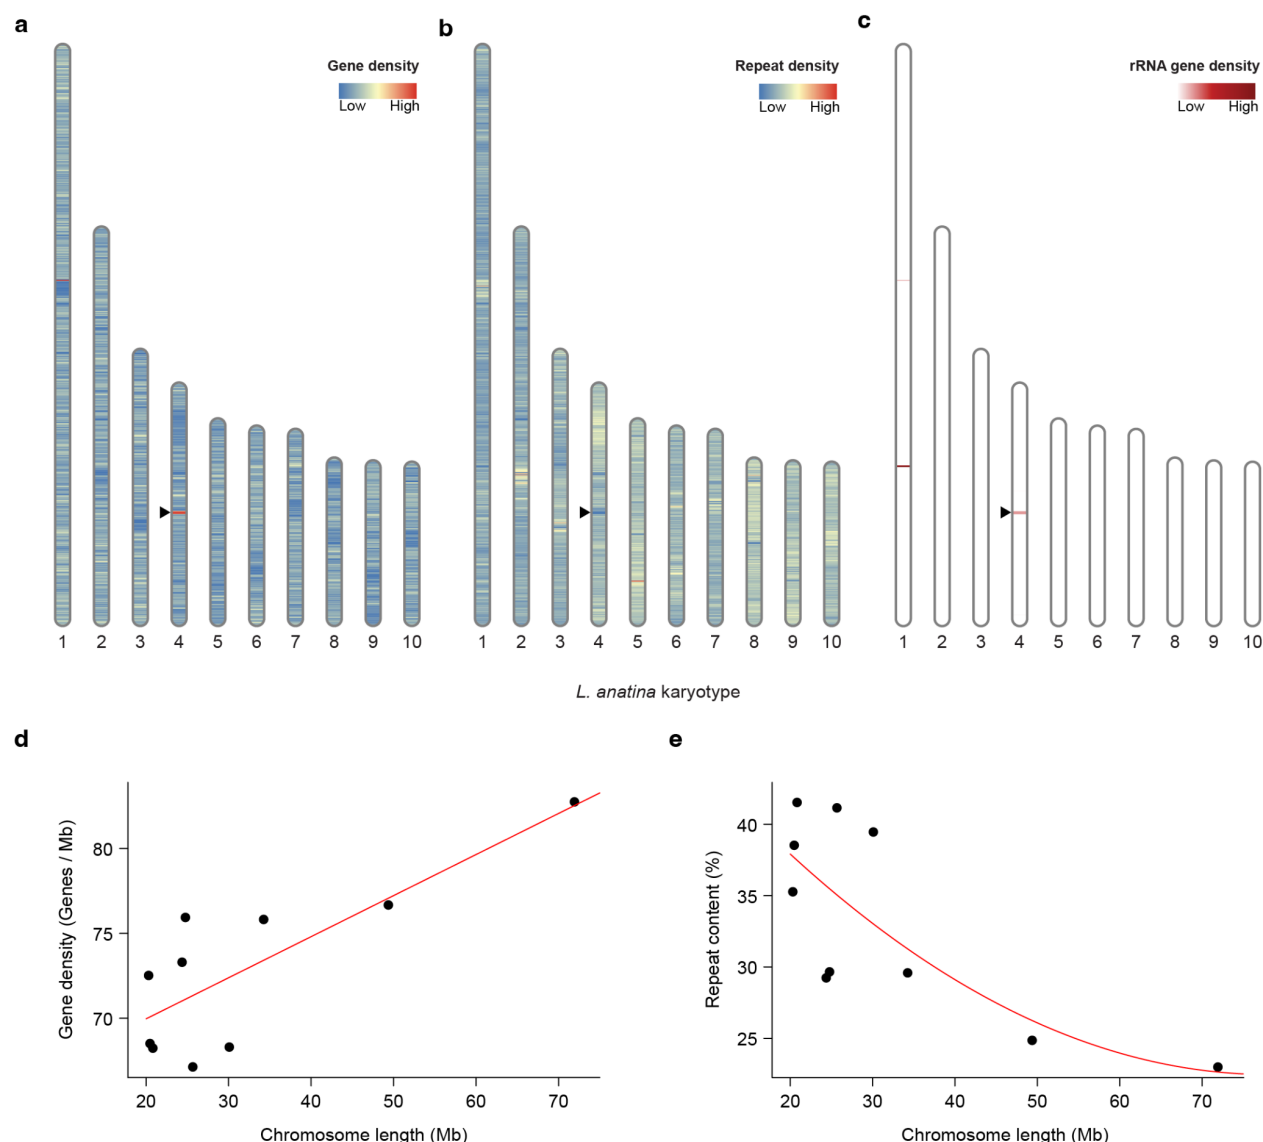 a
b
c
Gene density
Low High
Repeat density
Low High
rRNA gene density
Low High
1 2 3 4 5 6 7 8 9 10
1 2 3 4 5 6 7 8 9 10
1 2 3 4 5 6 7 8 9 10
L. anatina karyotype
d
Gene density (Genes / Mb)
80
75
70
20 30 40 50 60 70
Chromosome length (Mb)
e
Repeat content (%)
40
35
30
25
20 30 40 50 60 70
Chromosome length (Mb)